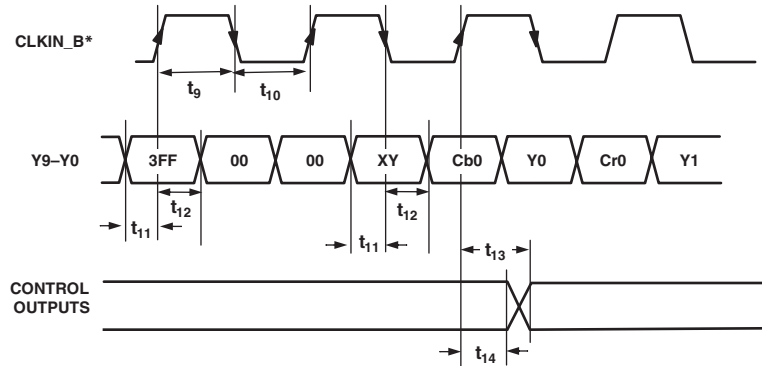 CLKIN_B*
t9
t10
Y9–Y0
3FF 00 00 XY Cb0 Y0 Cr0 Y1
t12
t12
t11
t11
t13
CONTROL
OUTPUTS
t14